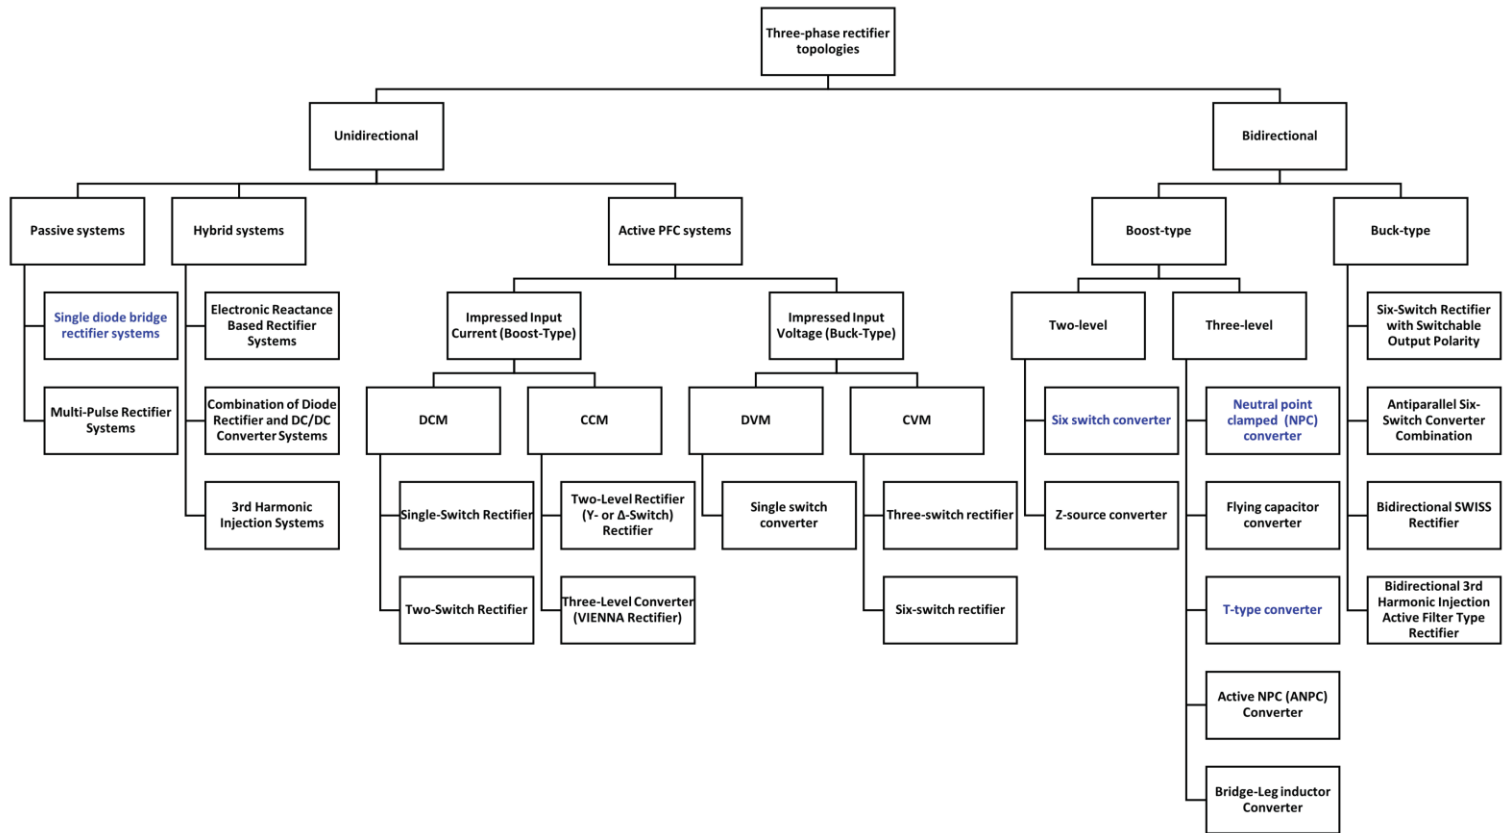 Three-phase rectifier
topologies
Unidirectional
Bidirectional
Passive systems
Hybrid systems
Active PFC systems
Boost-type
Buck-type
Single diode bridge
rectifier systems
Multi-Pulse Rectifier
Systems
Electronic Reactance
Based Rectifier
Systems
Combination of Diode
Rectifier and DC/DC
Converter Systems
3rd Harmonic
Injection Systems
Impressed Input
Current (Boost-Type)
Impressed Input
Voltage (Buck-Type)
DCM
CCM
DVM
CVM
Single-Switch Rectifier
Two-Switch Rectifier
Two-Level Rectifier
(Y- or Δ-Switch)
Rectifier
Three-Level Converter
(VIENNA Rectifier)
Single switch
converter
Three-switch rectifier
Six-switch rectifier
Two-level
Three-level
Six switch converter
Z-source converter
Neutral point
clamped (NPC)
converter
Flying capacitor
converter
T-type converter
Active NPC (ANPC)
Converter
Bridge-Leg inductor
Converter
Six-Switch Rectifier
with Switchable
Output Polarity
Antiparallel Six-
Switch Converter
Combination
Bidirectional SWISS
Rectifier
Bidirectional 3rd
Harmonic Injection
Active Filter Type
Rectifier